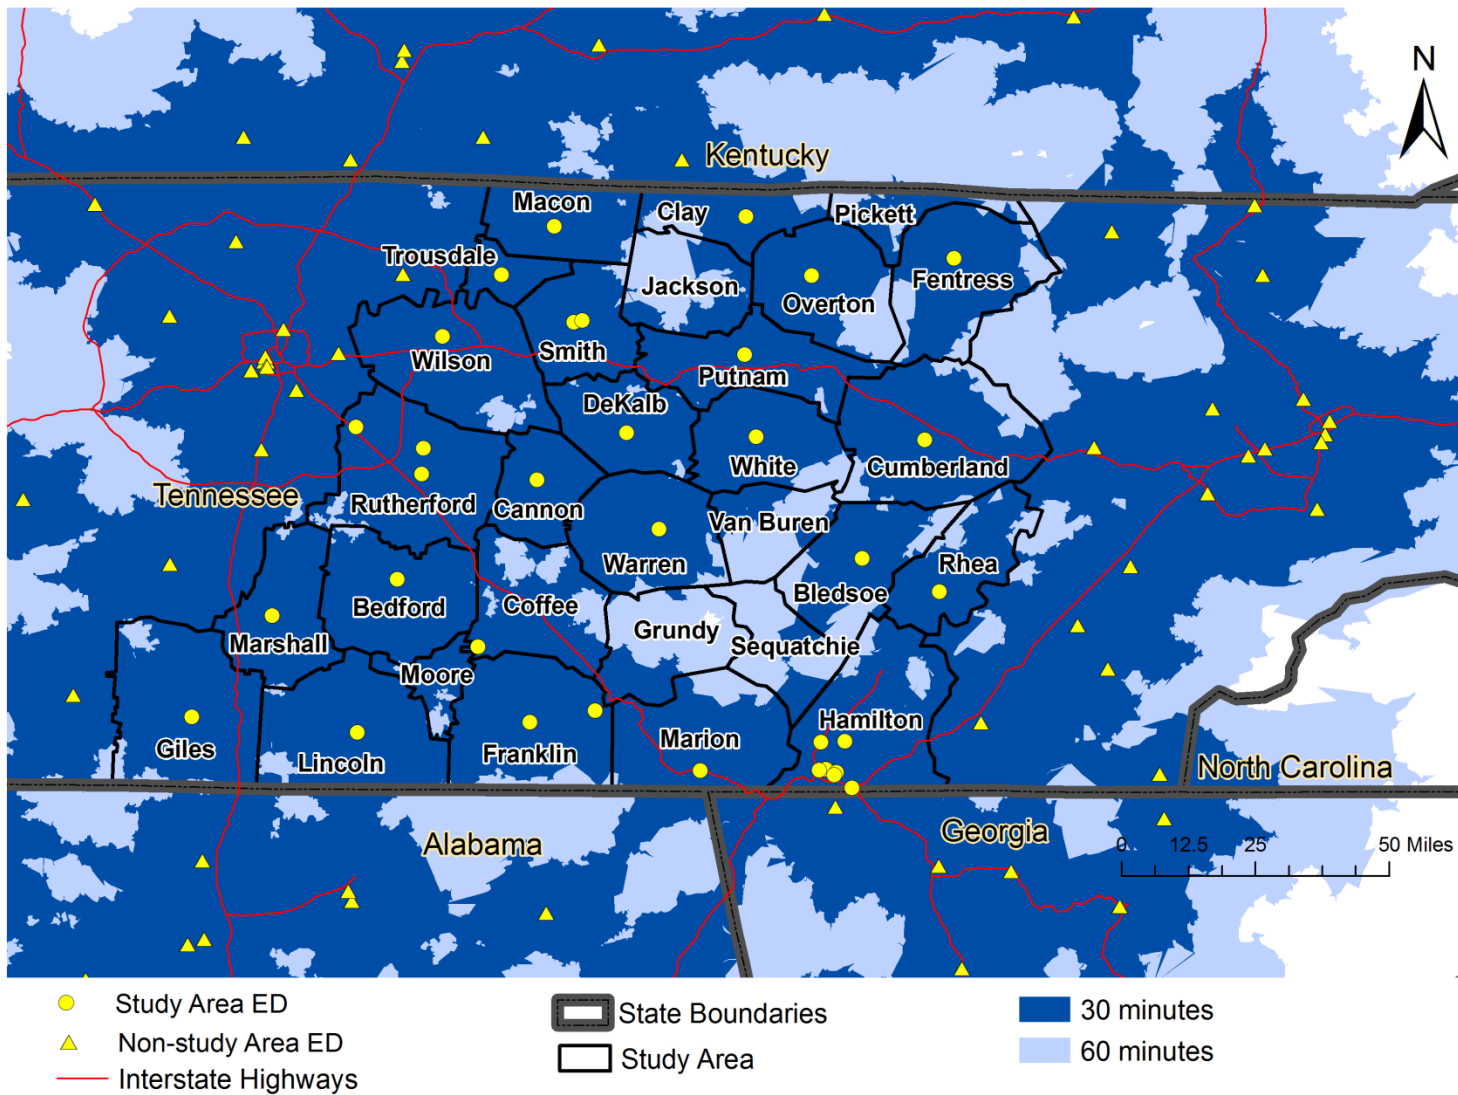 N
Kentucky
Macon
Clay
Pickett
Trousdale
Jackson
Overton
Fentress
Wilson
Smith
Putnam
DeKalb
White
Cumberland
Tennessee
Rutherford
Cannon
Van Buren
Warren
Rhea
Bledsoe
Bedford
Coffee
Grundy
Sequatchie
Marshall
Moore
Hamilton
Giles
Lincoln
Franklin
Marion
North Carolina
Alabama
Georgia
0 12.5 25 50 Miles
Study Area ED
Non-study Area ED
Interstate Highways
State Boundaries
Study Area
30 minutes
60 minutes